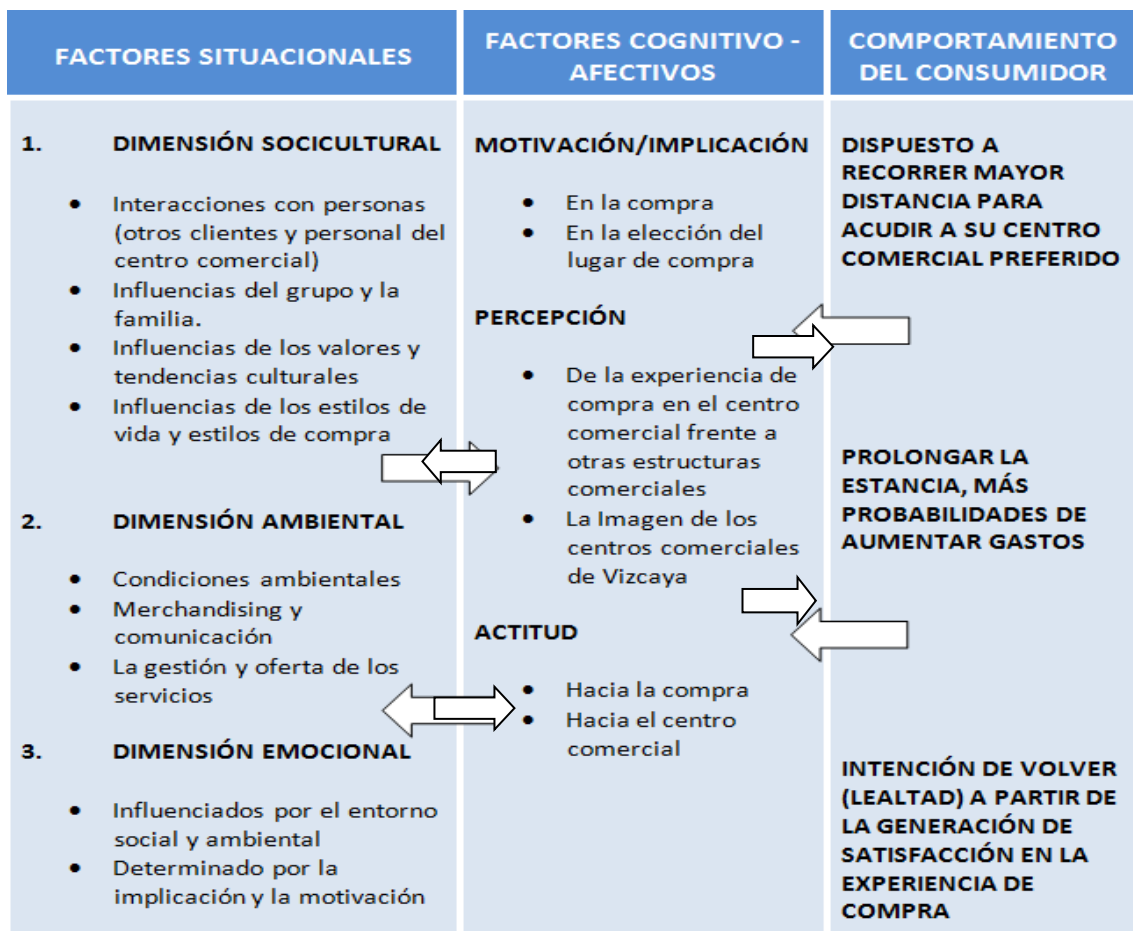 FACTORES SITUACIONALES
FACTORES COGNITIVO -
AFECTIVOS
COMPORTAMIENTO
DEL CONSUMIDOR
1. DIMENSIÓN SOCICULTURAL
• Interacciones con personas
(otros clientes y personal del
centro comercial)
• Influencias del grupo y la
familia.
• Influencias de los valores y
tendencias culturales
• Influencias de los estilos de
vida y estilos de compra
2. DIMENSIÓN AMBIENTAL
• Condiciones ambientales
• Merchandising y
comunicación
• La gestión y oferta de los
servicios
3. DIMENSIÓN EMOCIONAL
• Influenciados por el entorno
social y ambiental
• Determinado por la
implicación y la motivación
MOTIVACIÓN/IMPLICACIÓN
• En la compra
• En la elección del
lugar de compra
PERCEPCIÓN
• De la experiencia de
compra en el centro
comercial frente a
otras estructuras
comerciales
• La Imagen de los
centros comerciales
de Vizcaya
ACTITUD
• Hacia la compra
• Hacia el centro
comercial
DISPUESTO A
RECORRER MAYOR
DISTANCIA PARA
ACUDIR A SU CENTRO
COMERCIAL PREFERIDO
PROLONGAR LA
ESTANCIA, MÁS
PROBABILIDADES DE
AUMENTAR GASTOS
INTENCIÓN DE VOLVER
(LEALTAD) A PARTIR DE
LA GENERACIÓN DE
SATISFACCIÓN EN LA
EXPERIENCIA DE
COMPRA